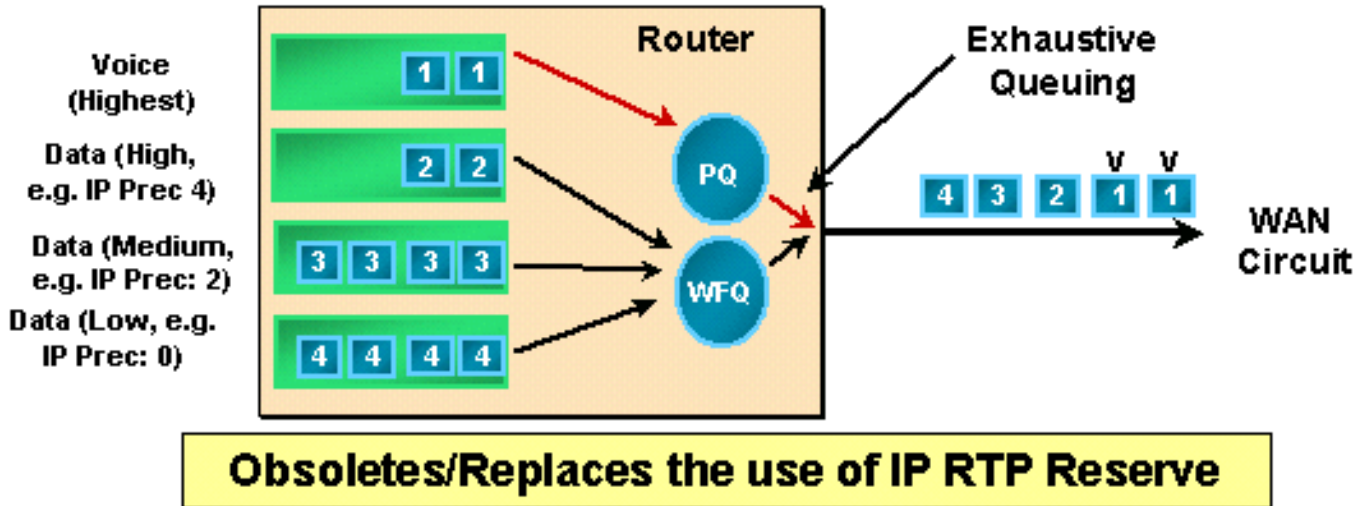 Voice
(Highest)
1 1
Data (High,
e.g. IP Prec 4)
2 2
Data (Medium,
e.g. IP Prec: 2)
3 3 3 3
Data (Low, e.g.
IP Prec: 0)
4 4 4 4
Router
PQ
WFQ
Exhaustive
Queuing
V V
4 3 2 1 1
WAN
Circuit
Obsoletes/Replaces the use of IP RTP Reserve